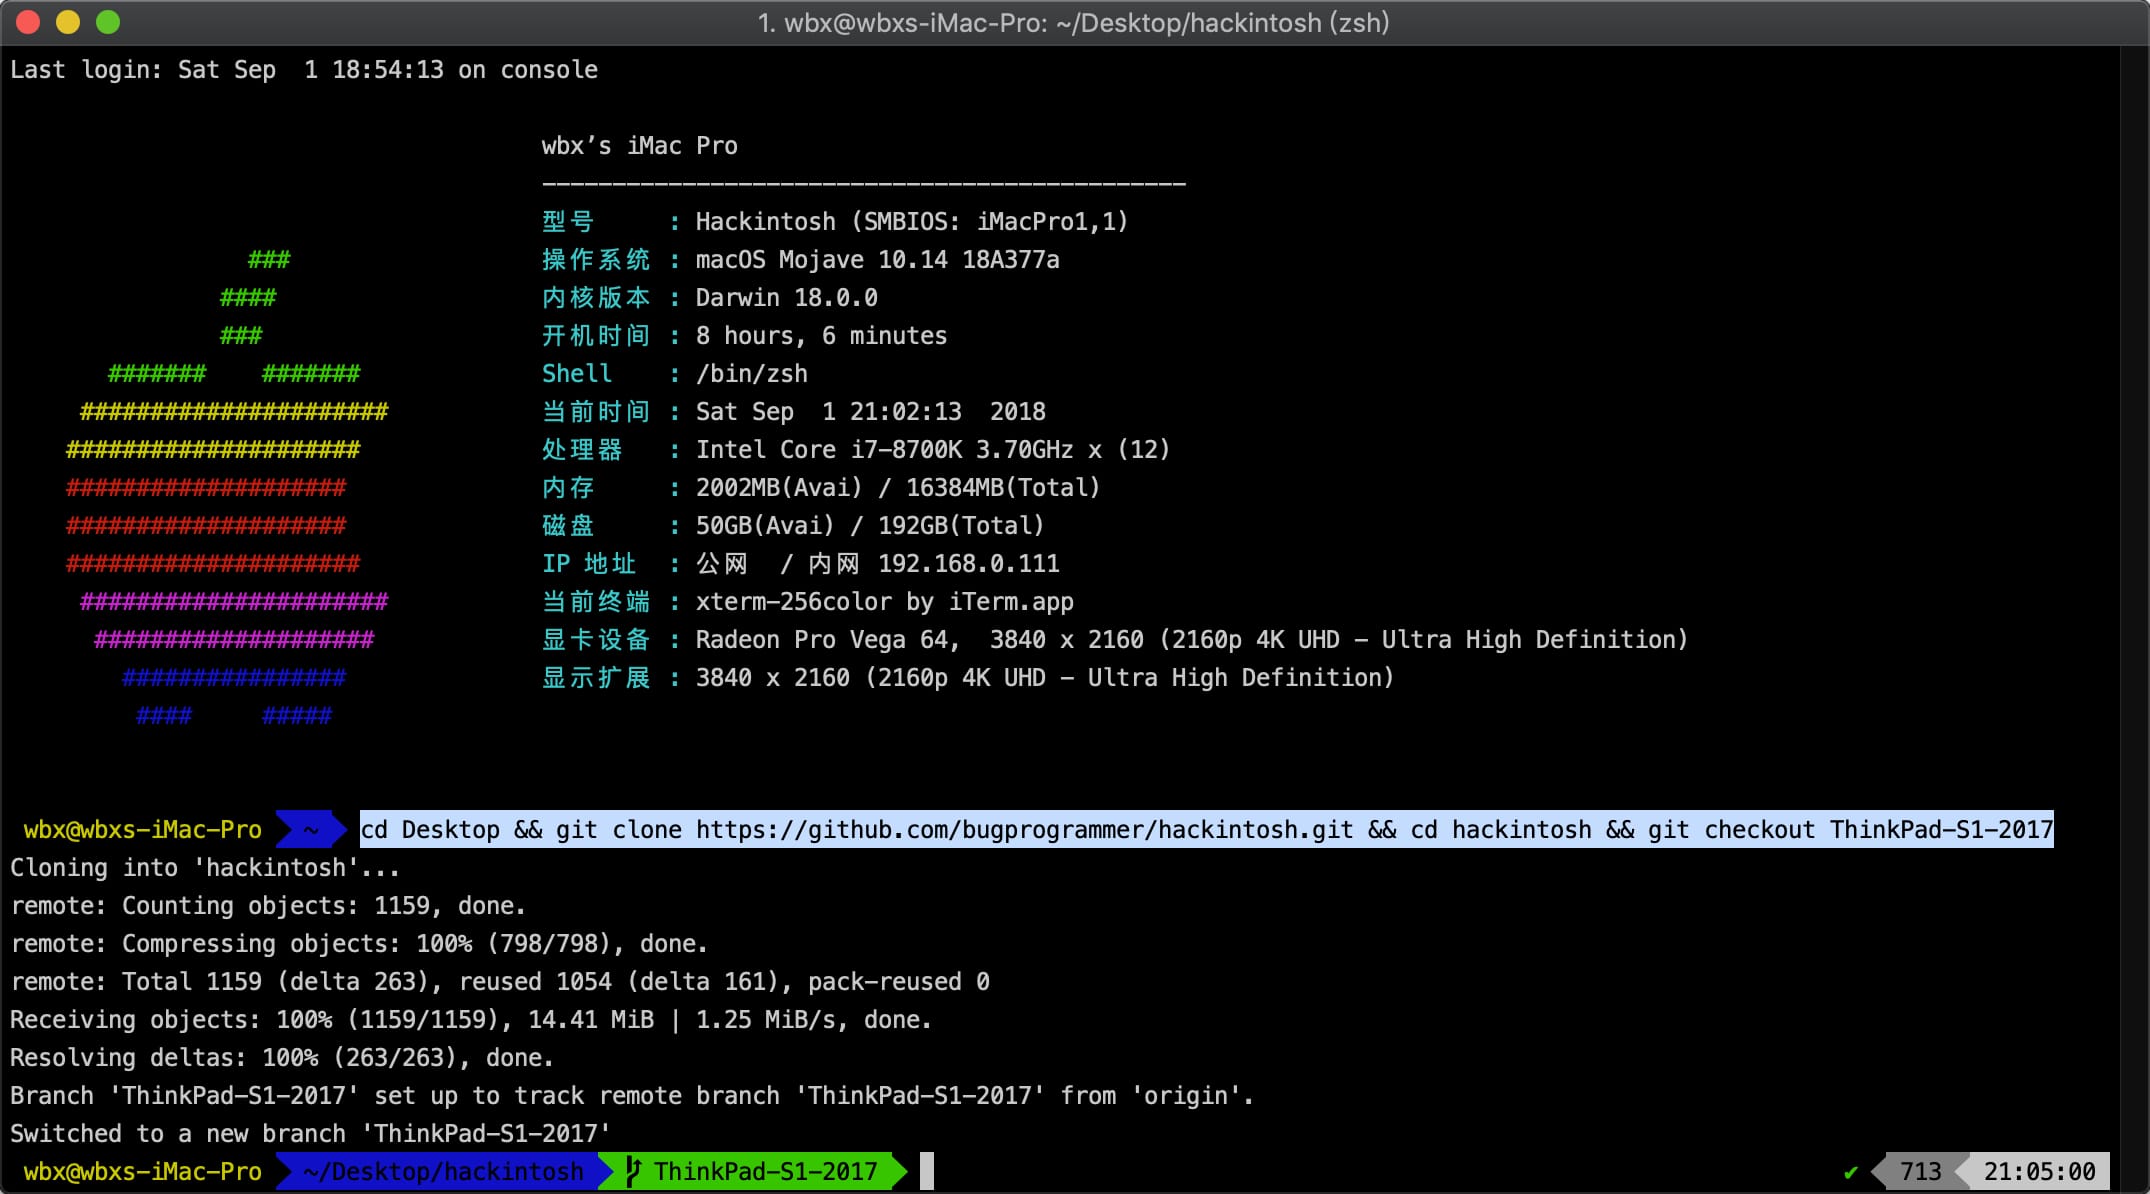 1. wbx@wbxs-iMac-Pro: ~/Desktop/hackintosh (zsh)
Last login: Sat Sep  1 18:54:13 on console
wbx’s iMac Pro
----------------------------------------------
型号 : Hackintosh (SMBIOS: iMacPro1,1)
### 操作系统 : macOS Mojave 10.14 18A377a
#### 内核版本 : Darwin 18.0.0
### 开机时间 : 8 hours, 6 minutes
####### ####### Shell : /bin/zsh
###################### 当前时间 : Sat Sep  1 21:02:13  2018
##################### 处理器 : Intel Core i7-8700K 3.70GHz x (12)
#################### 内存 : 2002MB(Avai) / 16384MB(Total)
#################### 磁盘 : 50GB(Avai) / 192GB(Total)
##################### IP 地址 : 公网  / 内网 192.168.0.111
###################### 当前终端 : xterm-256color by iTerm.app
#################### 显卡设备 : Radeon Pro Vega 64,  3840 x 2160 (2160p 4K UHD - Ultra High Definition)
################ 显示扩展 : 3840 x 2160 (2160p 4K UHD - Ultra High Definition)
#### #####
wbx@wbxs-iMac-Pro ~ cd Desktop && git clone https://github.com/bugprogrammer/hackintosh.git && cd hackintosh && git checkout ThinkPad-S1-2017
Cloning into 'hackintosh'...
remote: Counting objects: 1159, done.
remote: Compressing objects: 100% (798/798), done.
remote: Total 1159 (delta 263), reused 1054 (delta 161), pack-reused 0
Receiving objects: 100% (1159/1159), 14.41 MiB | 1.25 MiB/s, done.
Resolving deltas: 100% (263/263), done.
Branch 'ThinkPad-S1-2017' set up to track remote branch 'ThinkPad-S1-2017' from 'origin'.
Switched to a new branch 'ThinkPad-S1-2017'
wbx@wbxs-iMac-Pro ~/Desktop/hackintosh ThinkPad-S1-2017 ✔ 713 21:05:00